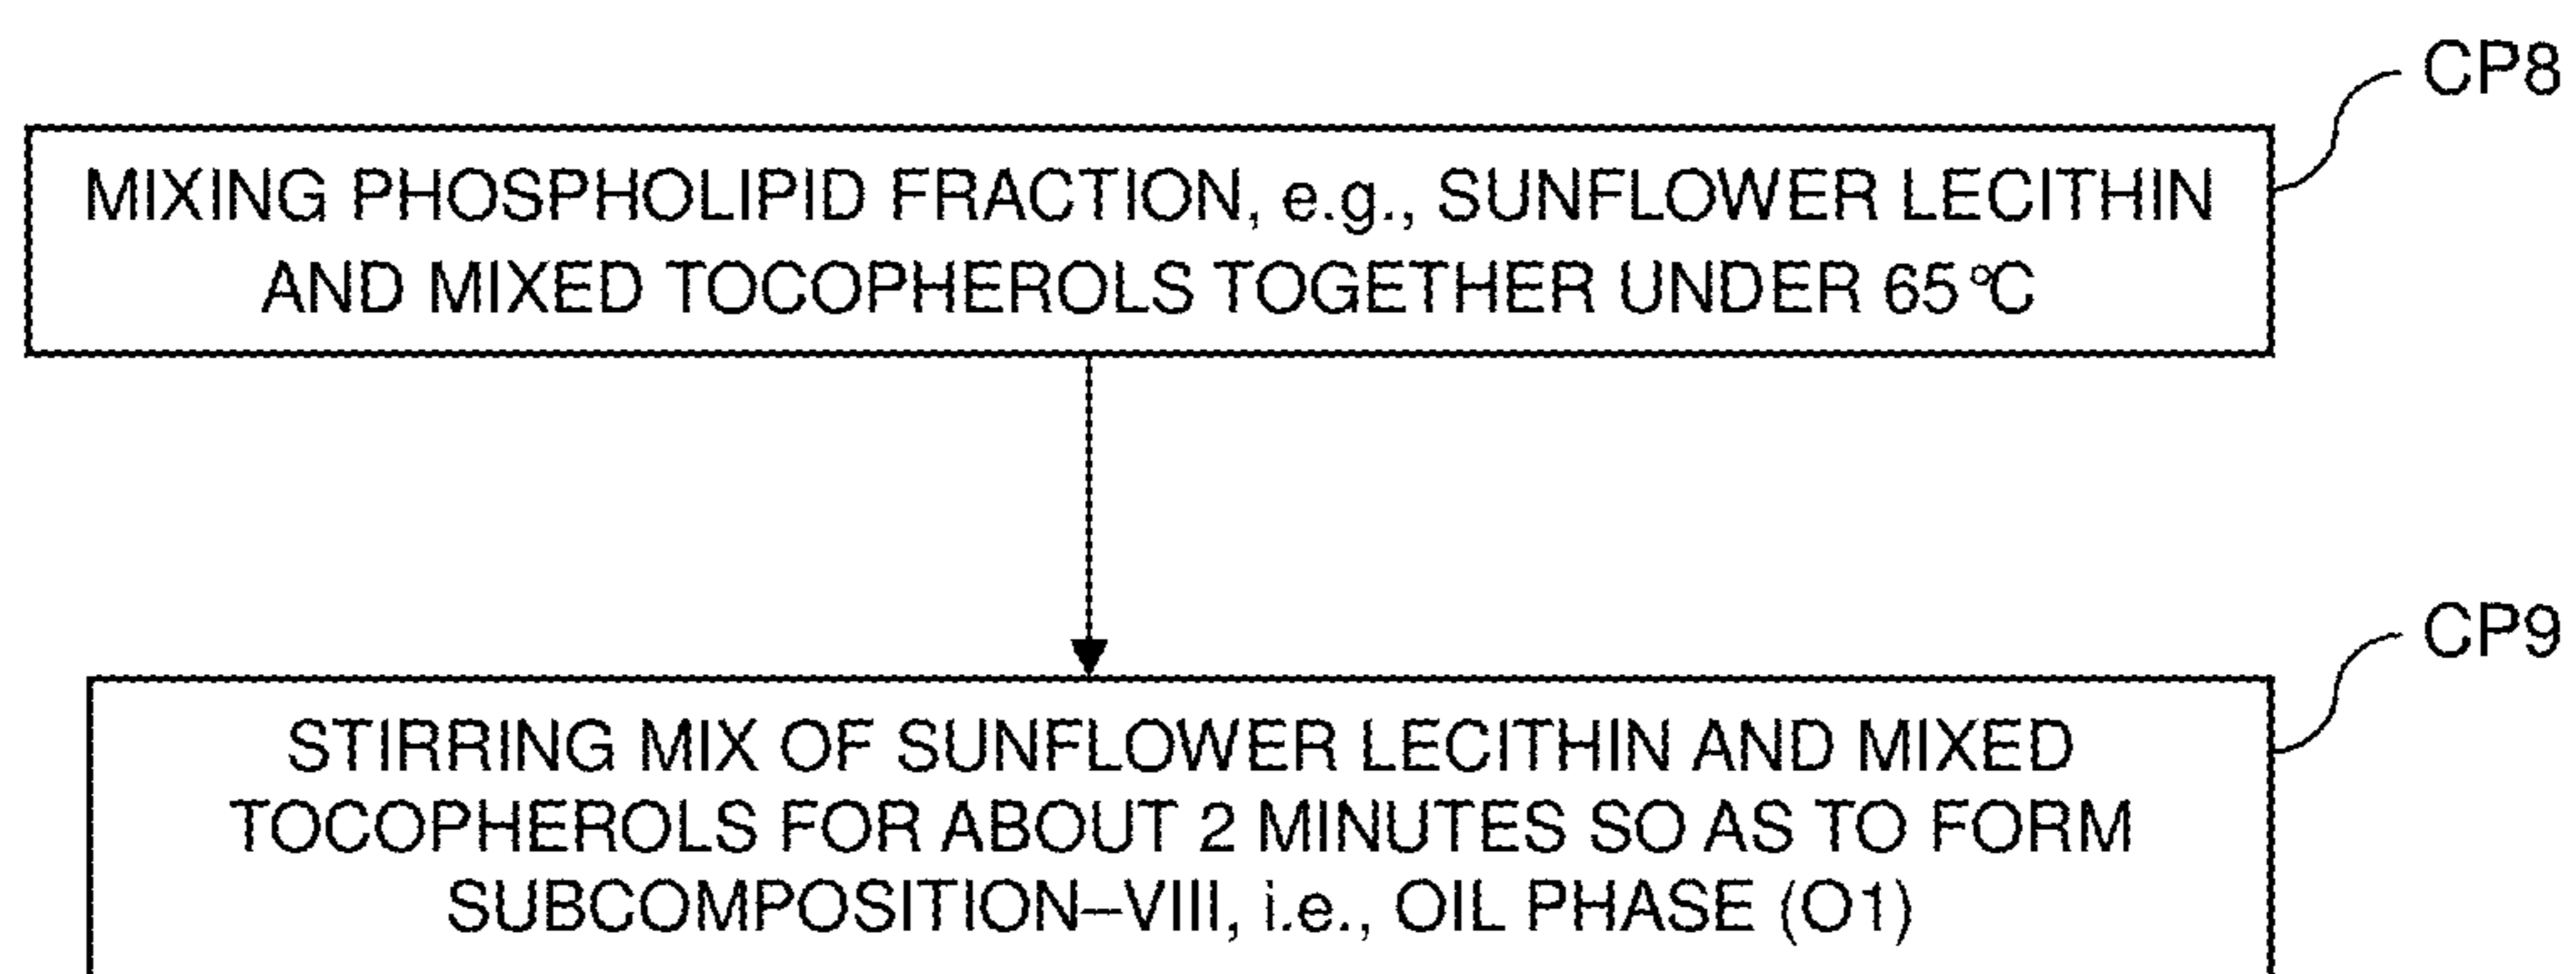 CP8
MIXING PHOSPHOLIPID FRACTION, e.g., SUNFLOWER LECITHIN
AND MIXED TOCOPHEROLS TOGETHER UNDER 65°C
CP9
STIRRING MIX OF SUNFLOWER LECITHIN AND MIXED
TOCOPHEROLS FOR ABOUT 2 MINUTES SO AS TO FORM
SUBCOMPOSITION–VIII, i.e., OIL PHASE (O1)